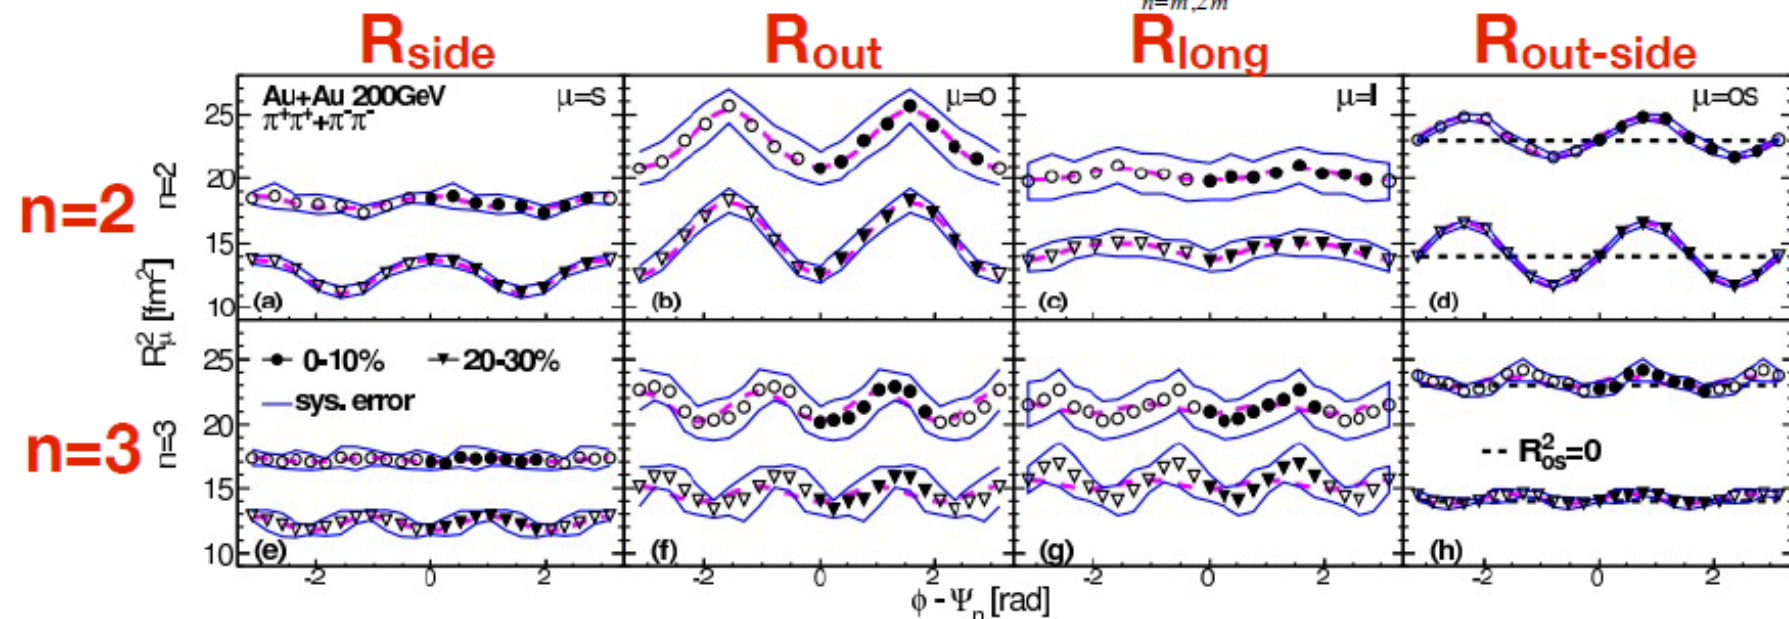 n=m,2m
Rside Rout Rlong Rout-side
Au+Au 200GeV
π⁺π⁺+π⁻π⁻
μ=s
μ=o
μ=l
μ=os
n=2
n=2
25
20
15
10
(a)
(b)
(c)
(d)
R²μ [fm²]
n=3
n=3
0-10%
20-30%
sys. error
R²os=0
25
20
15
10
(e)
(f)
(g)
(h)
-2 0 2 -2 0 2 -2 0 2 -2 0 2
ϕ - Ψn [rad]